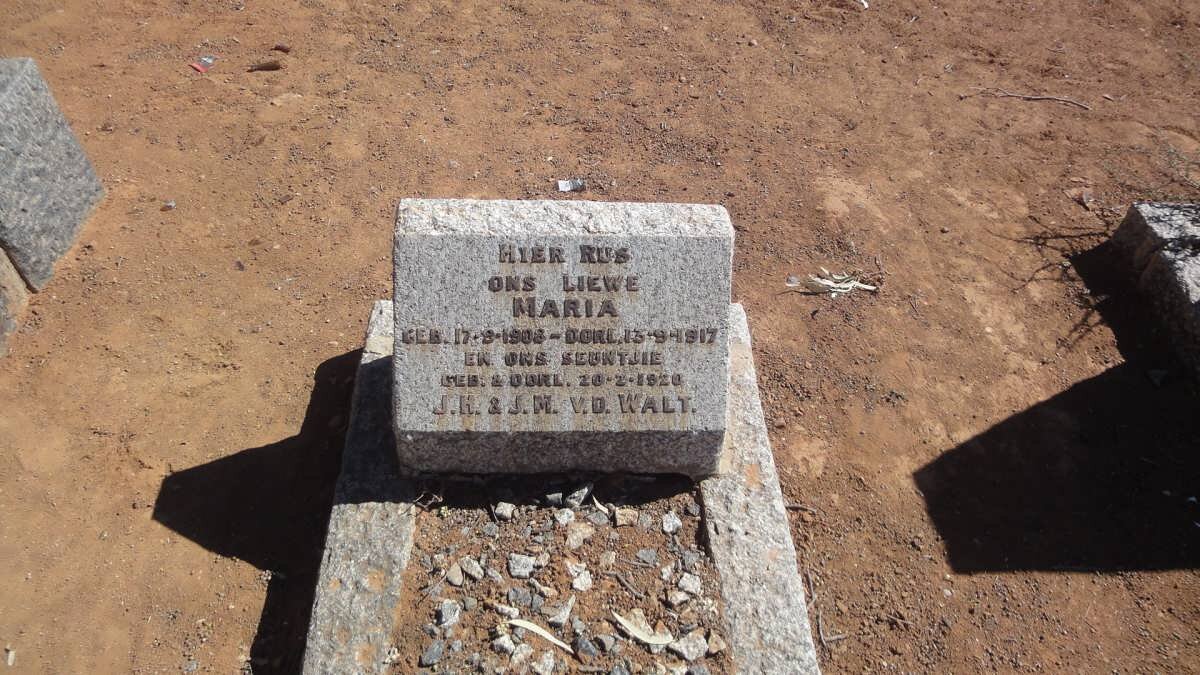 HIER RUS
ONS LIEWE
MARIA
GEB. 17-9-1908 - OORL. 13-9-1917
EN ONS SEUNTJIE
GEB. & OORL. 20-2-1920
J.H. & J.M. V.D. WALT.